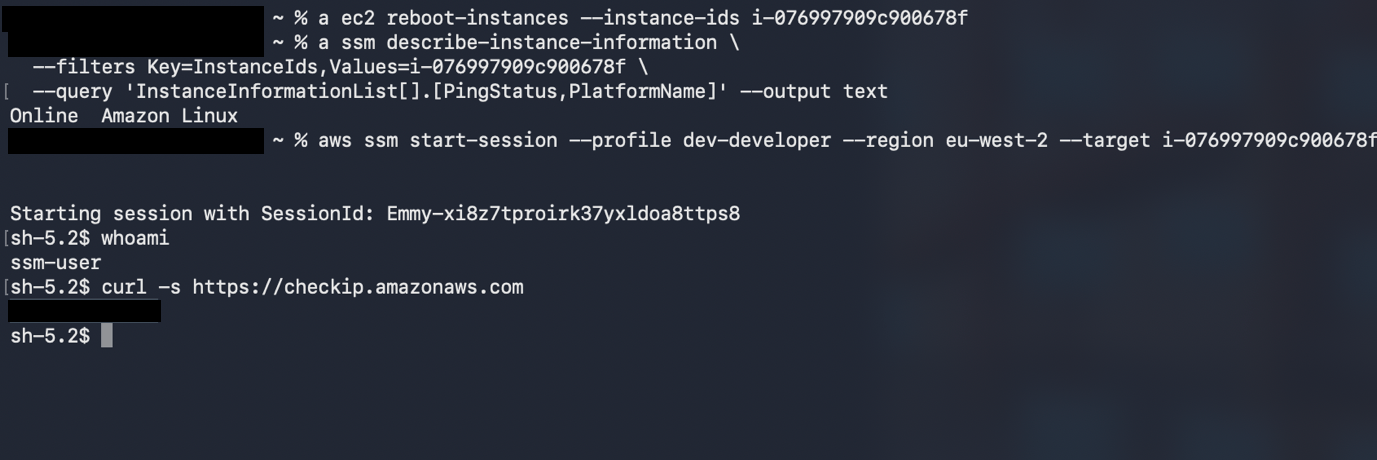 ~ % a ec2 reboot-instances --instance-ids i-076997909c900678f
~ % a ssm describe-instance-information \
--filters Key=InstanceIds,Values=i-076997909c900678f \
[ --query 'InstanceInformationList[].[PingStatus,PlatformName]' --output text
Online Amazon Linux
~ % aws ssm start-session --profile dev-developer --region eu-west-2 --target i-076997909c900678f
Starting session with SessionId: Emmy-xi8z7tproirk37yxldoa8ttps8
[sh-5.2$ whoami
ssm-user
[sh-5.2$ curl -s https://checkip.amazonaws.com
sh-5.2$